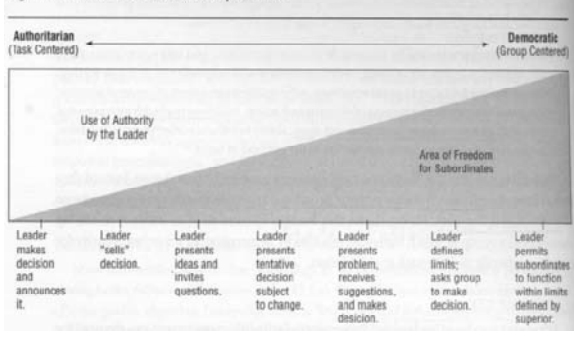 Authoritarian
(Task Centered)
Democratic
(Group Centered)
Use of Authority
by the Leader
Area of Freedom
for Subordinates
Leader
makes
decision
and
announces
it.
Leader
"sells"
decision.
Leader
presents
ideas and
invites
questions.
Leader
presents
tentative
decision
subject
to change.
Leader
presents
problem,
receives
suggestions,
and makes
desicion.
Leader
defines
limits;
asks group
to make
decision.
Leader
permits
subordinates
to function
within limits
defined by
superior.